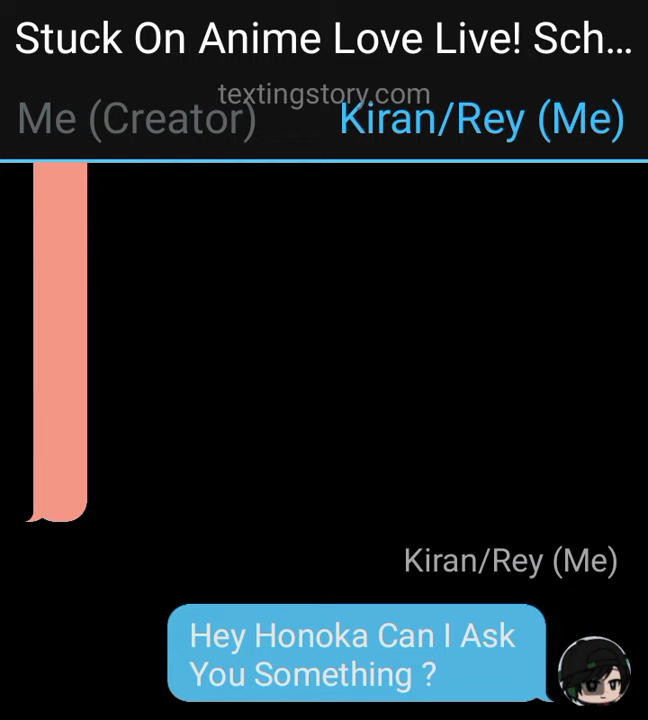 Stuck On Anime Love Live! Sch...
textingstory.com
Me (Creator) Kiran/Rey (Me)
Kiran/Rey (Me)
Hey Honoka Can I Ask
You Something ?